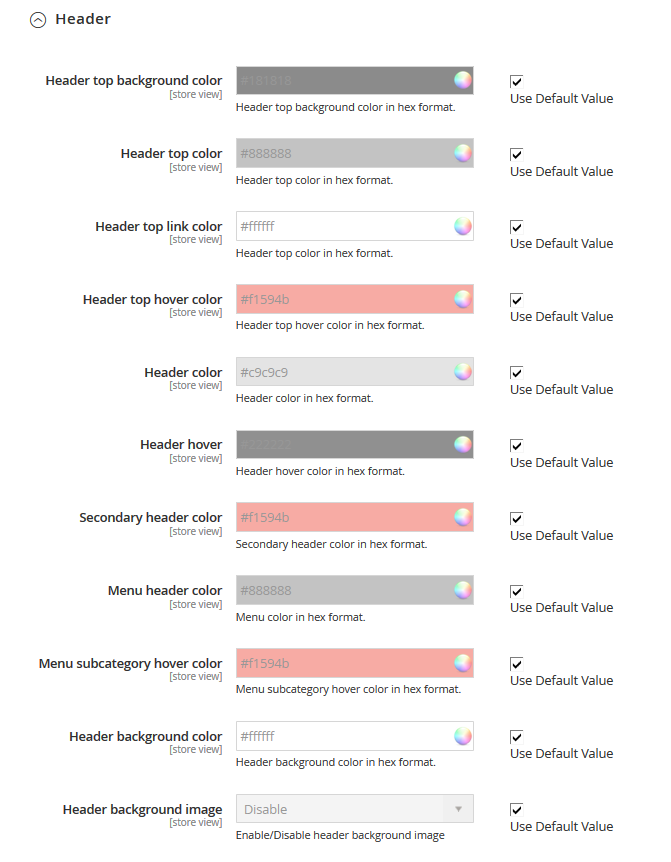 Header
Header top background color
[store view]
#181818
Header top background color in hex format.
Use Default Value
Header top color
[store view]
#888888
Header top color in hex format.
Use Default Value
Header top link color
[store view]
#ffffff
Header top color in hex format.
Use Default Value
Header top hover color
[store view]
#f1594b
Header top hover color in hex format.
Use Default Value
Header color
[store view]
#c9c9c9
Header color in hex format.
Use Default Value
Header hover
[store view]
#222222
Header hover color in hex format.
Use Default Value
Secondary header color
[store view]
#f1594b
Secondary header color in hex format.
Use Default Value
Menu header color
[store view]
#888888
Menu color in hex format.
Use Default Value
Menu subcategory hover color
[store view]
#f1594b
Menu subcategory hover color in hex format.
Use Default Value
Header background color
[store view]
#ffffff
Header background color in hex format.
Use Default Value
Header background image
[store view]
Disable
Enable/Disable header background image
Use Default Value